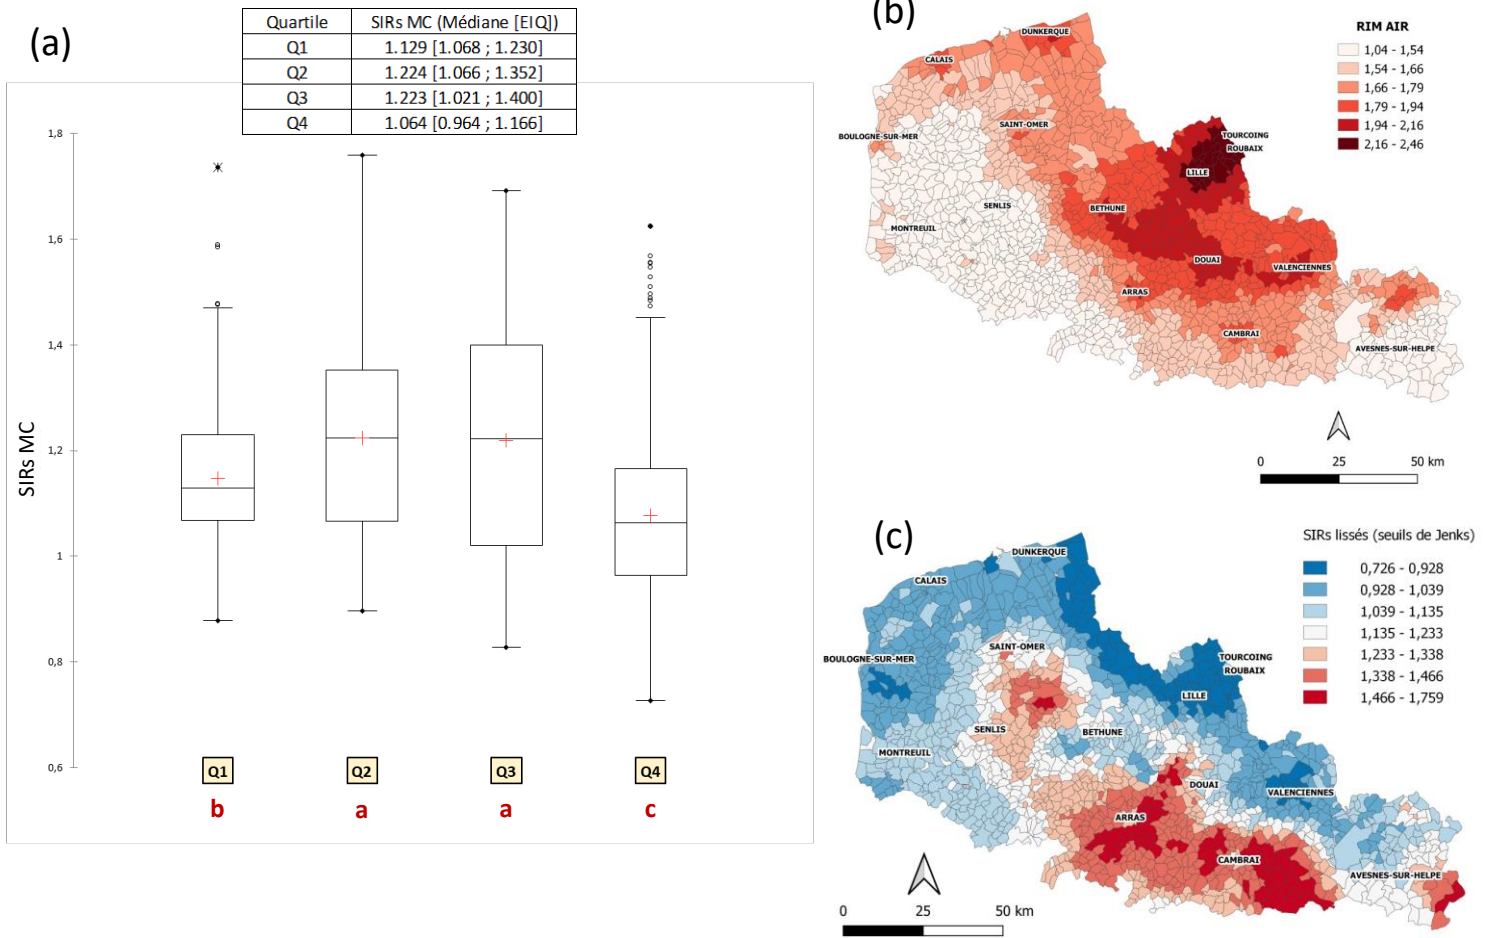 (a)
Quartile SIRs MC (Médiane [EIQ])
Q1 1.129 [1.068 ; 1.230]
Q2 1.224 [1.066 ; 1.352]
Q3 1.223 [1.021 ; 1.400]
Q4 1.064 [0.964 ; 1.166]
SIRs MC
1,8
1,6
1,4
1,2
1
0,8
0,6
Q1 Q2 Q3 Q4
b a a c
(b)
RIM AIR
1,04 - 1,54
1,54 - 1,66
1,66 - 1,79
1,79 - 1,94
1,94 - 2,16
2,16 - 2,46
DUNKERQUE
CALAIS
SAINT-OMER
BOULOGNE-SUR-MER
TOURCOING
ROUBAIX
LILLE
SENLIS
BETHUNE
MONTREUIL
DOUAI
VALENCIENNES
ARRAS
CAMBRAI
AVESNES-SUR-HELPE
0 25 50 km
(c)
SIRs lissés (seuils de Jenks)
0,726 - 0,928
0,928 - 1,039
1,039 - 1,135
1,135 - 1,233
1,233 - 1,338
1,338 - 1,466
1,466 - 1,759
DUNKERQUE
CALAIS
SAINT-OMER
BOULOGNE-SUR-MER
TOURCOING
ROUBAIX
LILLE
SENLIS
BETHUNE
MONTREUIL
DOUAI
VALENCIENNES
ARRAS
CAMBRAI
AVESNES-SUR-HELPE
0 25 50 km